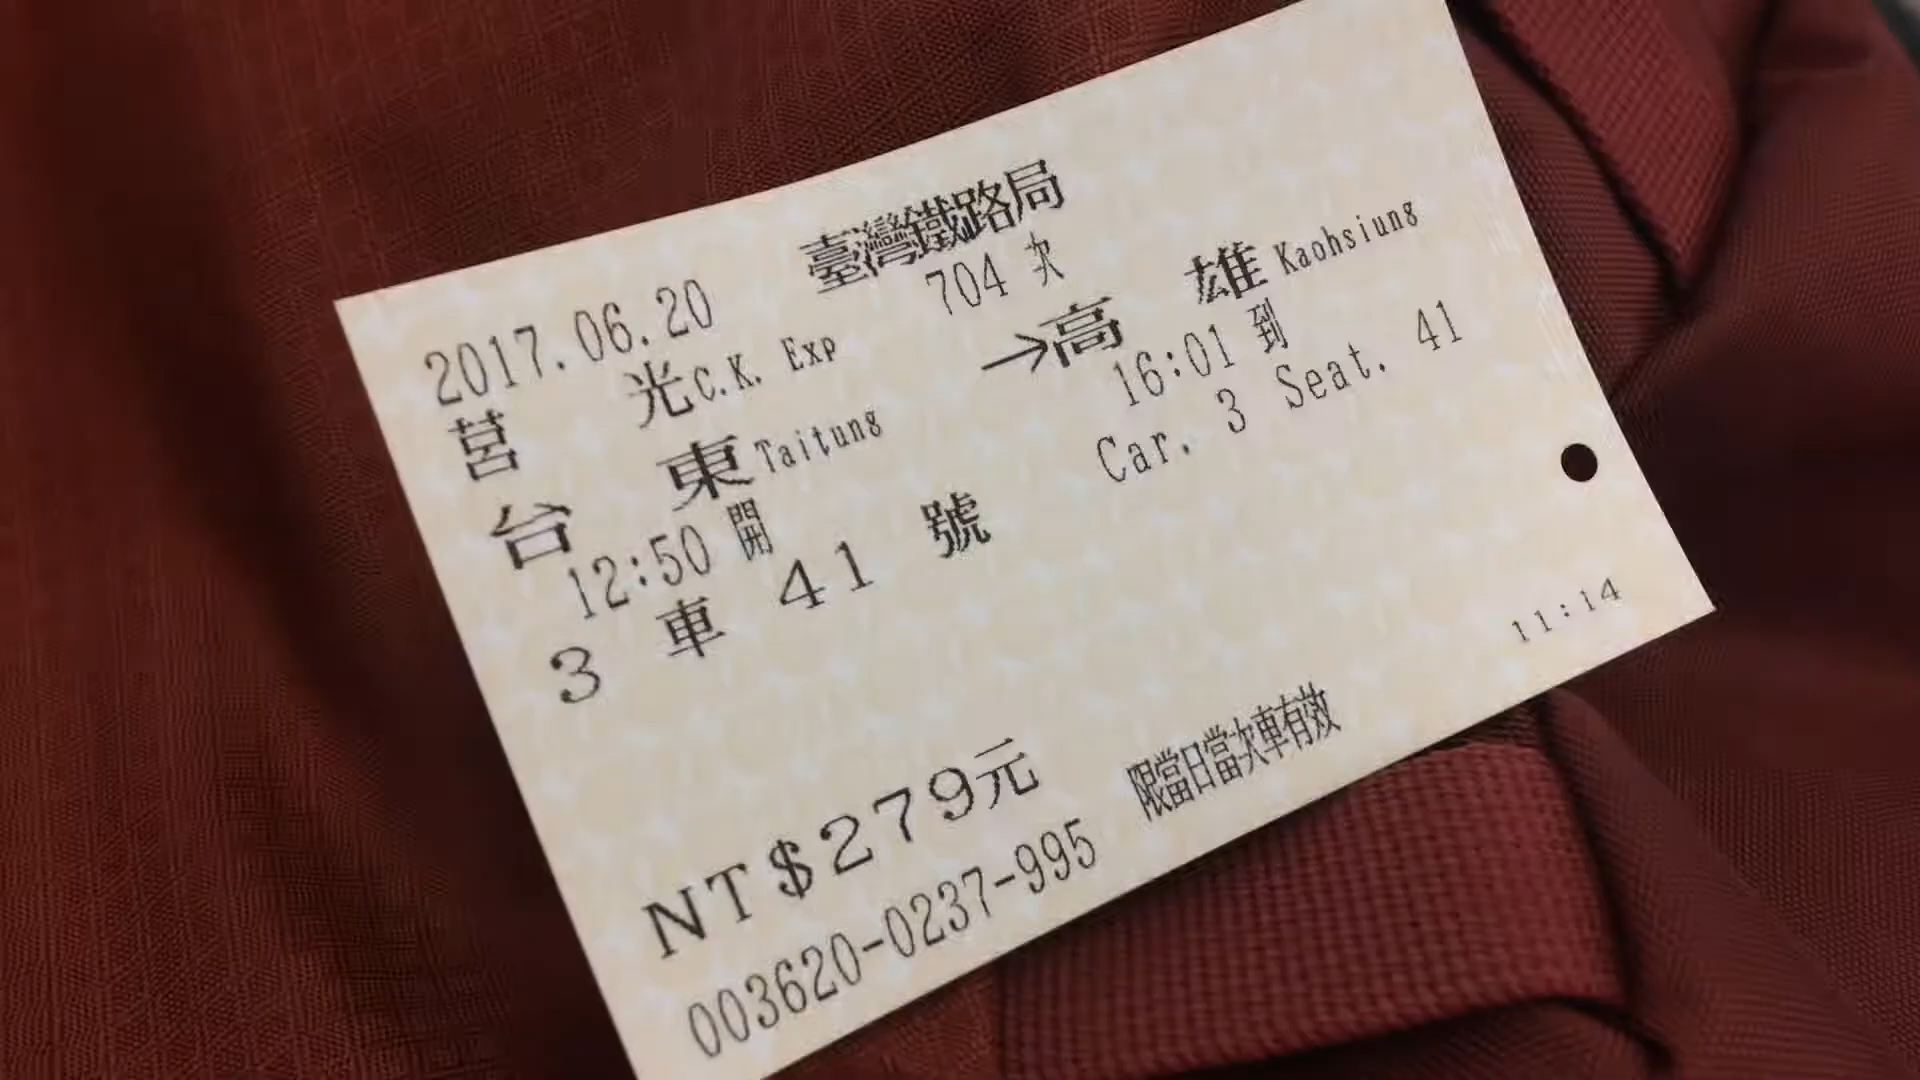 臺灣鐵路局
2017.06.20 704 次
莒光 C.K. Exp
台東 Taitung → 高雄 Kaohsiung
12:50 開 16:01 到
3 車 41 號 Car. 3 Seat. 41
11:14
NT$279元 限當日當次車有效
003620-0237-995